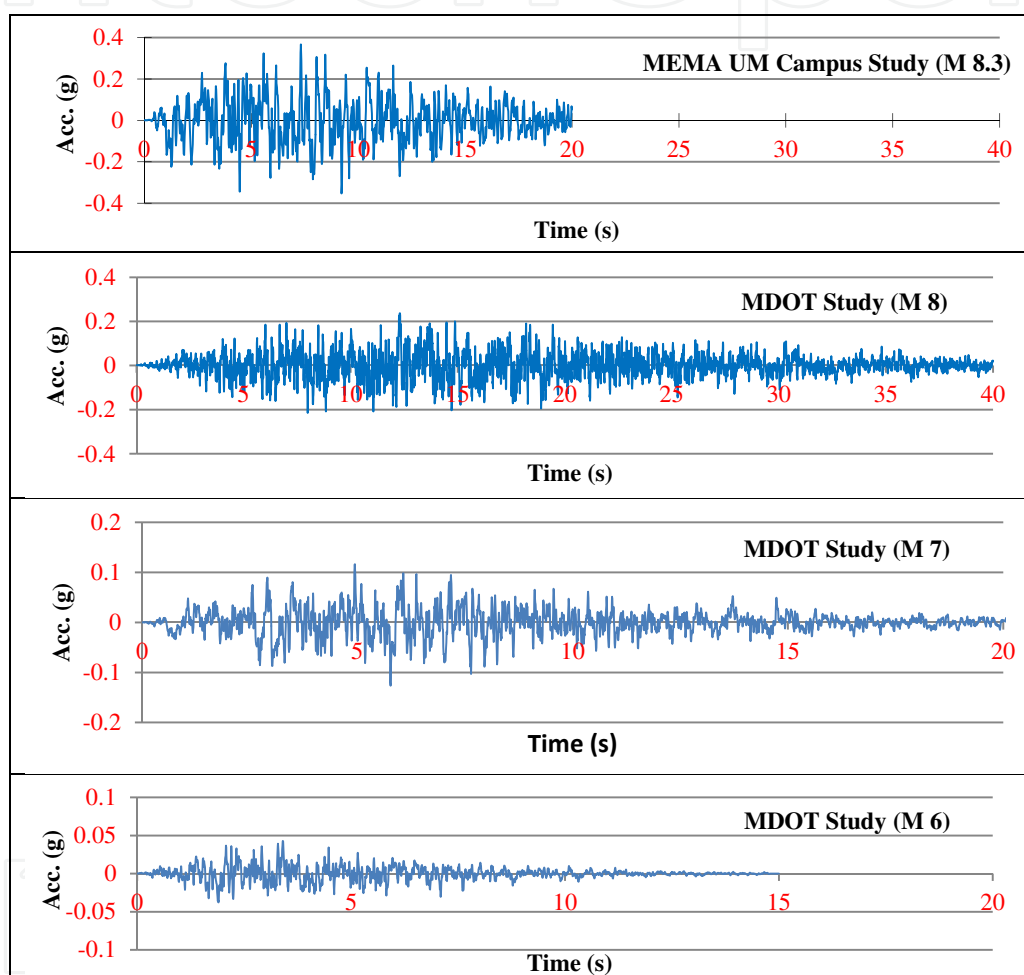 0.4
MEMA UM Campus Study (M 8.3)
0.2
Acc. (g)
0
0 5 10 15 20 25 30 35 40
-0.2
-0.4
Time (s)
0.4
MDOT Study (M 8)
0.2
Acc. (g)
0
0 5 10 15 20 25 30 35 40
-0.2
-0.4
Time (s)
0.2
MDOT Study (M 7)
0.1
Acc. (g)
0
0 5 10 15 20
-0.1
-0.2
Time (s)
0.1
MDOT Study (M 6)
0.05
Acc. (g)
0
0 5 10 15 20
-0.05
-0.1
Time (s)